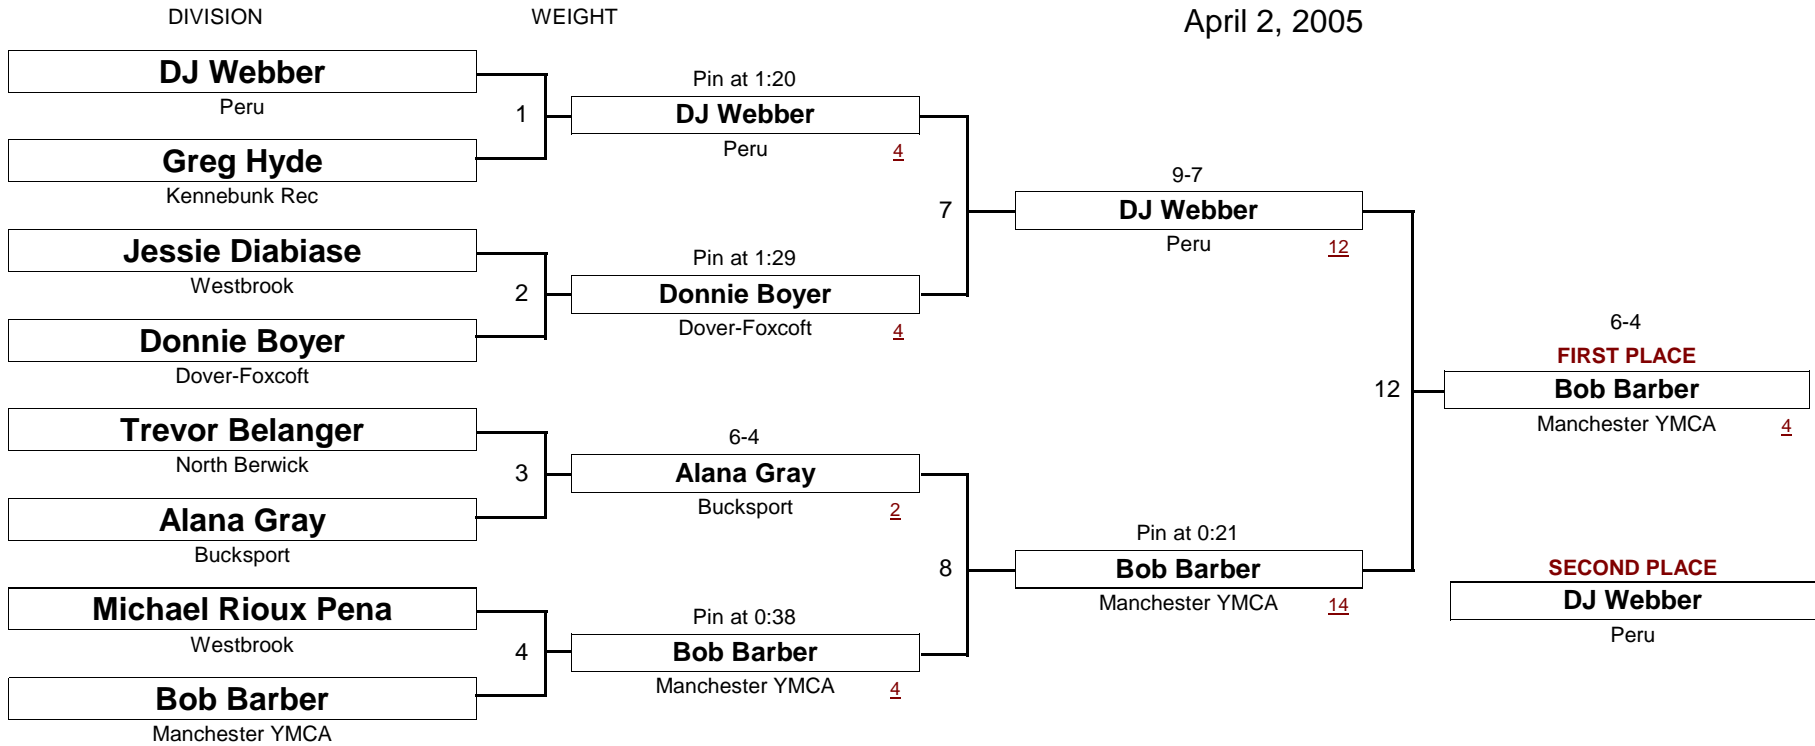 DIVISION
WEIGHT
April 2, 2005
DJ Webber
Peru
1
Greg Hyde
Kennebunk Rec
Jessie Diabiase
Westbrook
2
Donnie Boyer
Dover-Foxcoft
Trevor Belanger
North Berwick
3
Alana Gray
Bucksport
Michael Rioux Pena
Westbrook
4
Bob Barber
Manchester YMCA
Pin at 1:20
DJ Webber
Peru 4
7
Pin at 1:29
Donnie Boyer
Dover-Foxcoft 4
6-4
Alana Gray
Bucksport 2
8
Pin at 0:38
Bob Barber
Manchester YMCA 4
9-7
DJ Webber
Peru 12
12
Pin at 0:21
Bob Barber
Manchester YMCA 14
6-4
FIRST PLACE
Bob Barber
Manchester YMCA 4
SECOND PLACE
DJ Webber
Peru